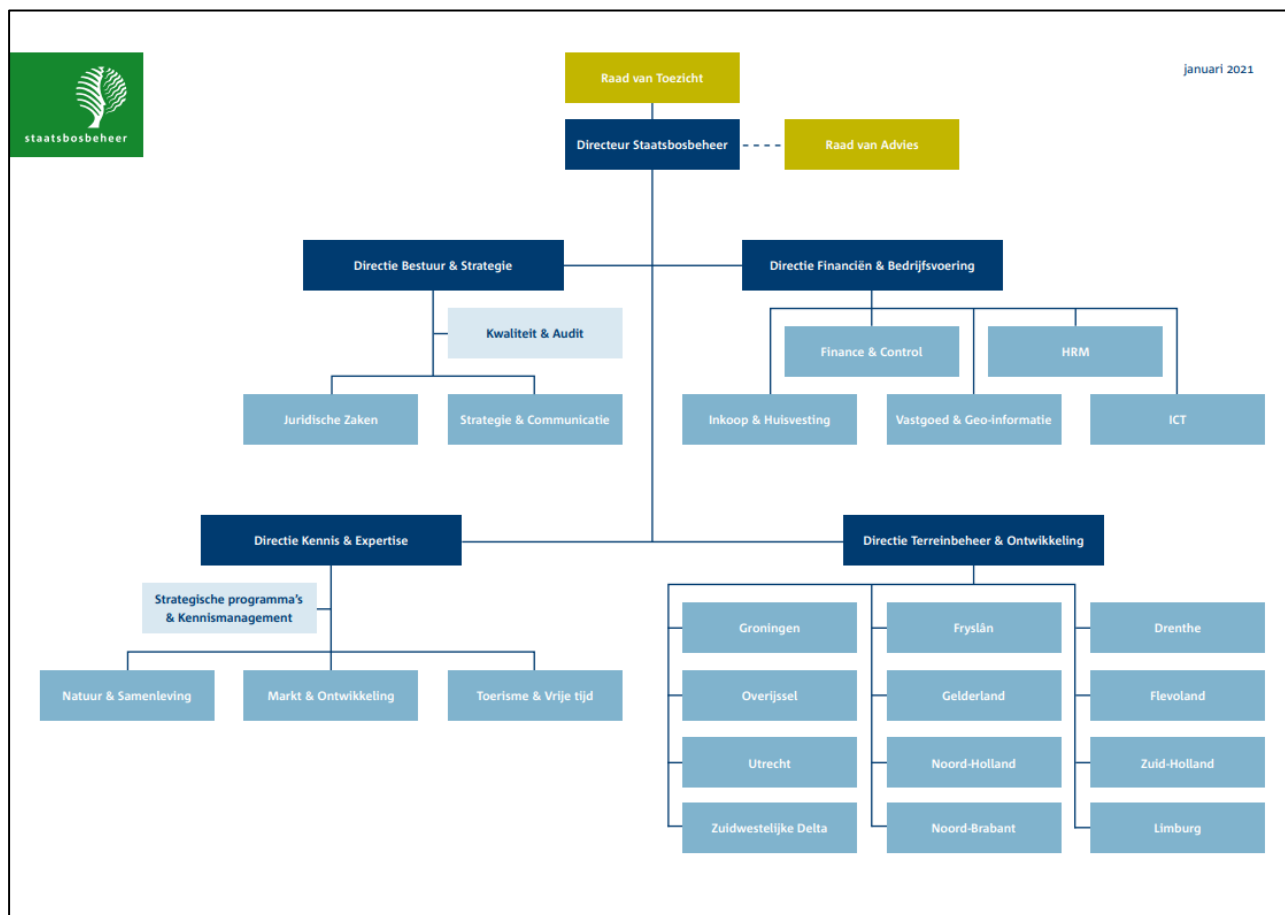 staatsbosbeheer
januari 2021
Raad van Toezicht
Directeur Staatsbosbeheer
Raad van Advies
Directie Bestuur & Strategie
Directie Financiën & Bedrijfsvoering
Kwaliteit & Audit
Finance & Control
HRM
Juridische Zaken
Strategie & Communicatie
Inkoop & Huisvesting
Vastgoed & Geo-informatie
ICT
Directie Kennis & Expertise
Directie Terreinbeheer & Ontwikkeling
Strategische programma's
& Kennismanagement
Natuur & Samenleving
Markt & Ontwikkeling
Toerisme & Vrije tijd
Groningen
Fryslân
Drenthe
Overijssel
Gelderland
Flevoland
Utrecht
Noord-Holland
Zuid-Holland
Zuidwestelijke Delta
Noord-Brabant
Limburg